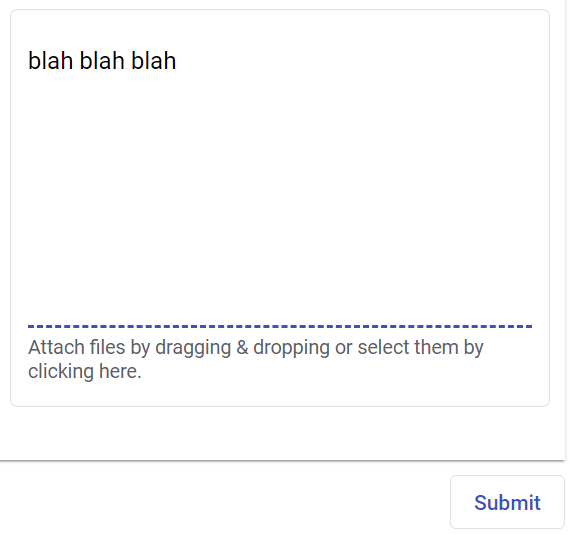 blah blah blah
Attach files by dragging & dropping or select them by
clicking here.
Submit